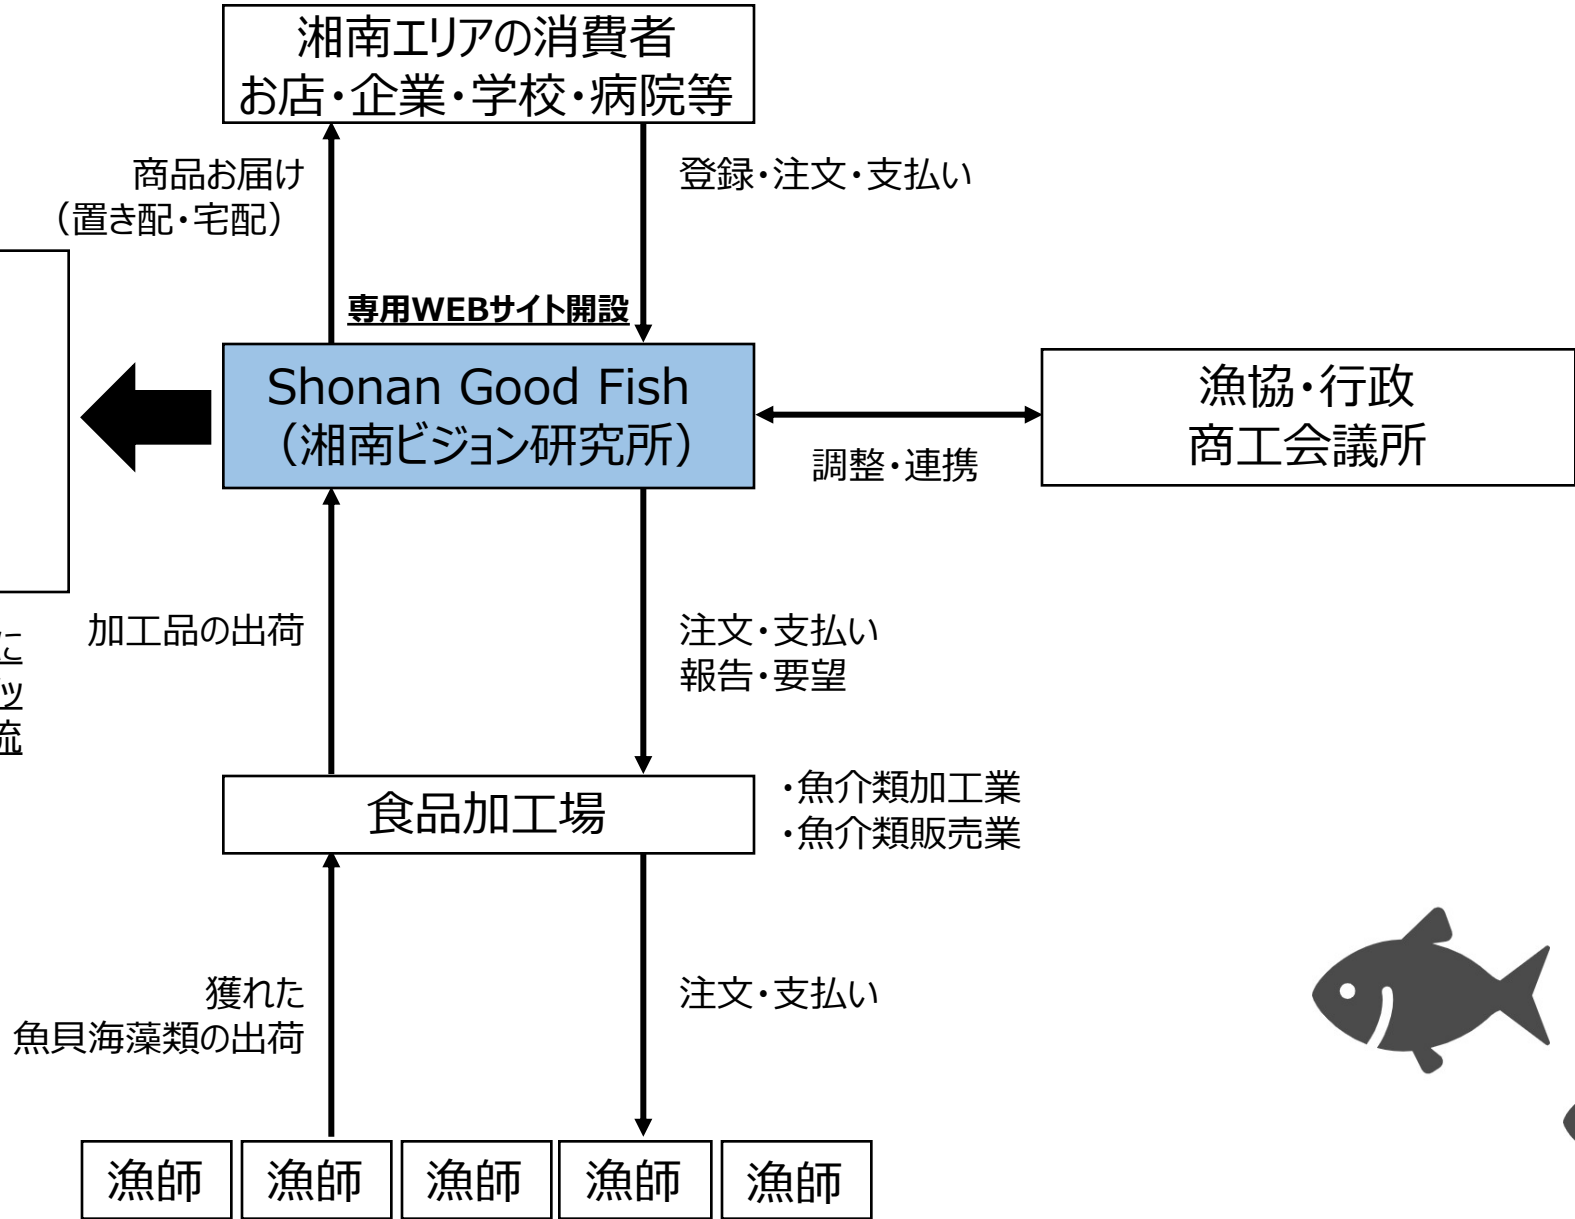 湘南エリアの消費者
お店・企業・学校・病院等
商品お届け
（置き配・宅配）
登録・注文・支払い
専用WEBサイト開設
Shonan Good Fish
（湘南ビジョン研究所）
漁協・行政
商工会議所
調整・連携
に
流
加工品の出荷
注文・支払い
報告・要望
食品加工場
・魚介類加工業
・魚介類販売業
獲れた
魚貝海藻類の出荷
注文・支払い
漁師
漁師
漁師
漁師
漁師